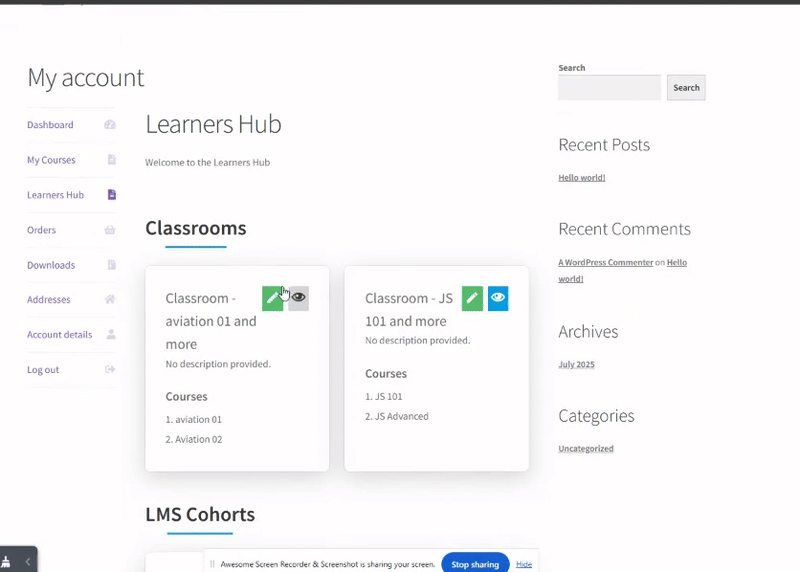 My account
Dashboard
My Courses
Learners Hub
Orders
Downloads
Addresses
Account details
Log out
Learners Hub
Welcome to the Learners Hub
Classrooms
Classroom -
aviation 01 and
more
No description provided.
Courses
1. aviation 01
2. Aviation 02
Classroom - JS
101 and more
No description provided.
Courses
1. JS 101
2. JS Advanced
LMS Cohorts
Search
Search
Recent Posts
Hello world!
Recent Comments
A WordPress Commenter on Hello
world!
Archives
July 2025
Categories
Uncategorized
Awesome Screen Recorder & Screenshot is sharing your screen.
Stop sharing
Hide